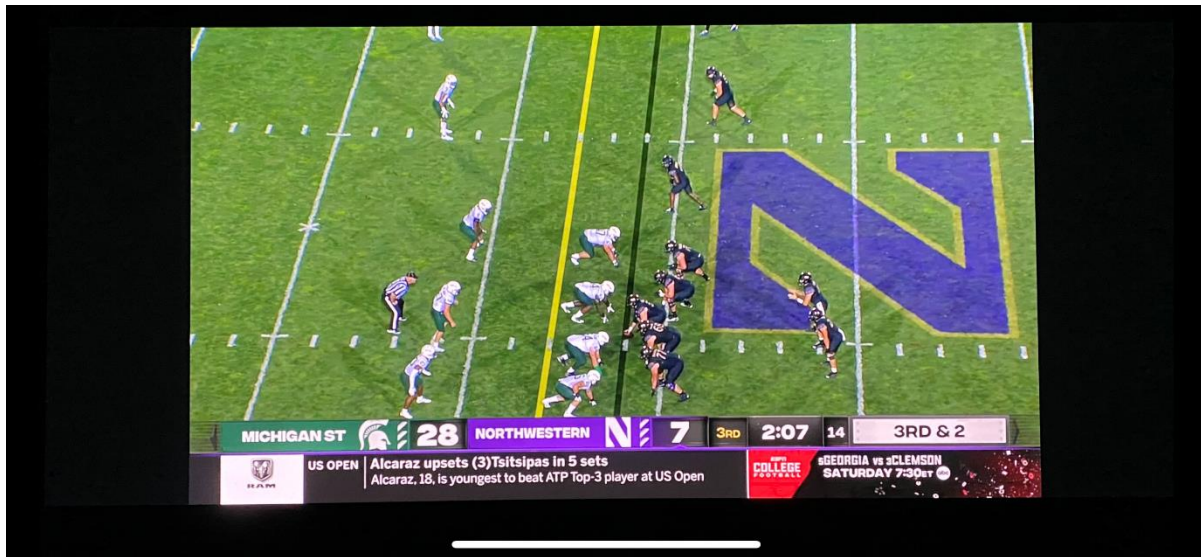 MICHIGAN ST 28 NORTHWESTERN N 7 3RD 2:07 14 3RD & 2
RAM
US OPEN
Alcaraz upsets (3)Tsitsipas in 5 sets
Alcaraz, 18, is youngest to beat ATP Top-3 player at US Open
ESPN
COLLEGE
FOOTBALL
5GEORGIA VS 3CLEMSON
SATURDAY 7:30ET abc